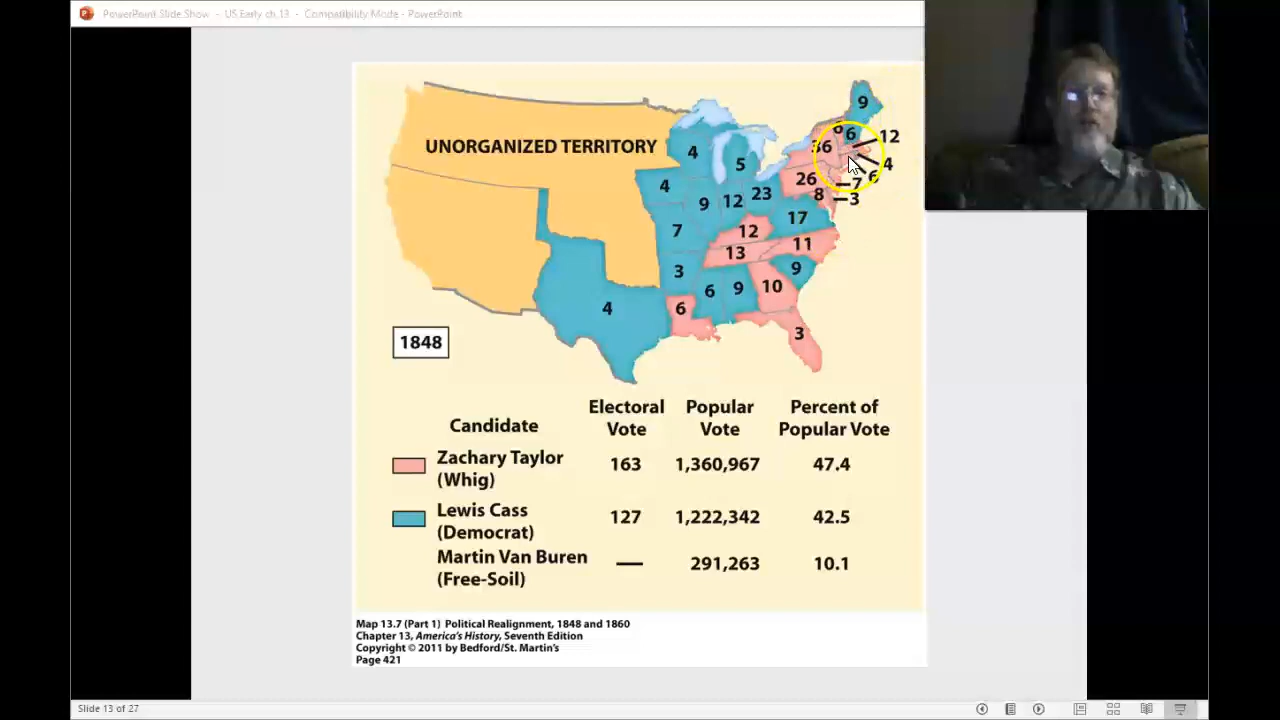 PowerPoint Slide Show - US Early ch 13 - Compatibility Mode - PowerPoint
UNORGANIZED TERRITORY
9
6
6
12
36
4
4
5
6
26
7
4
9
12
23
8
3
17
7
12
11
13
3
9
6
9
10
4
6
3
1848
Candidate
Electoral Vote
Popular Vote
Percent of Popular Vote
Zachary Taylor
(Whig)
163
1,360,967
47.4
Lewis Cass
(Democrat)
127
1,222,342
42.5
Martin Van Buren
(Free-Soil)
—
291,263
10.1
Map 13.7 (Part 1) Political Realignment, 1848 and 1860
Chapter 13, America's History, Seventh Edition
Copyright © 2011 by Bedford/St. Martin's
Page 421
Slide 13 of 27